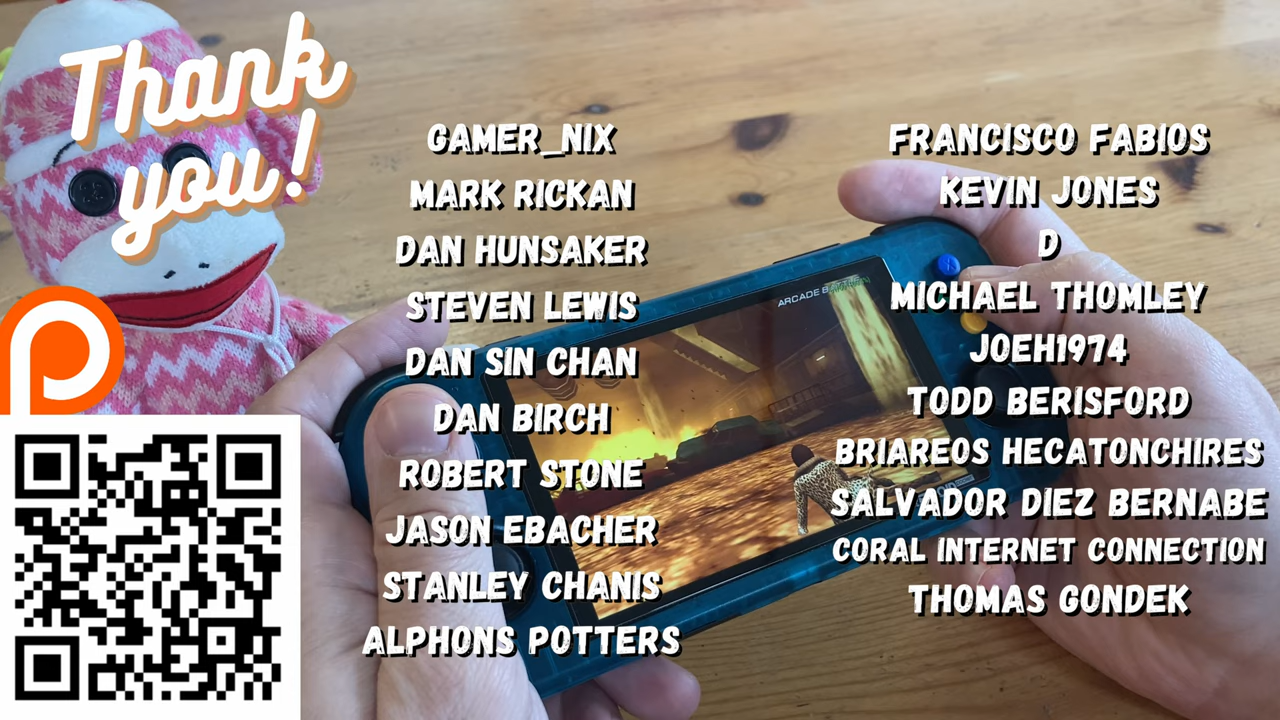 Thank
you!
GAMER_NIX
MARK RICKAN
DAN HUNSAKER
STEVEN LEWIS
DAN SIN CHAN
DAN BIRCH
ROBERT STONE
JASON EBACHER
STANLEY CHANIS
ALPHONS POTTERS
FRANCISCO FABIOS
KEVIN JONES
D
MICHAEL THOMLEY
JOEH1974
TODD BERISFORD
BRIAREOS HECATONCHIRES
SALVADOR DIEZ BERNABE
CORAL INTERNET CONNECTION
THOMAS GONDEK
ARCADE